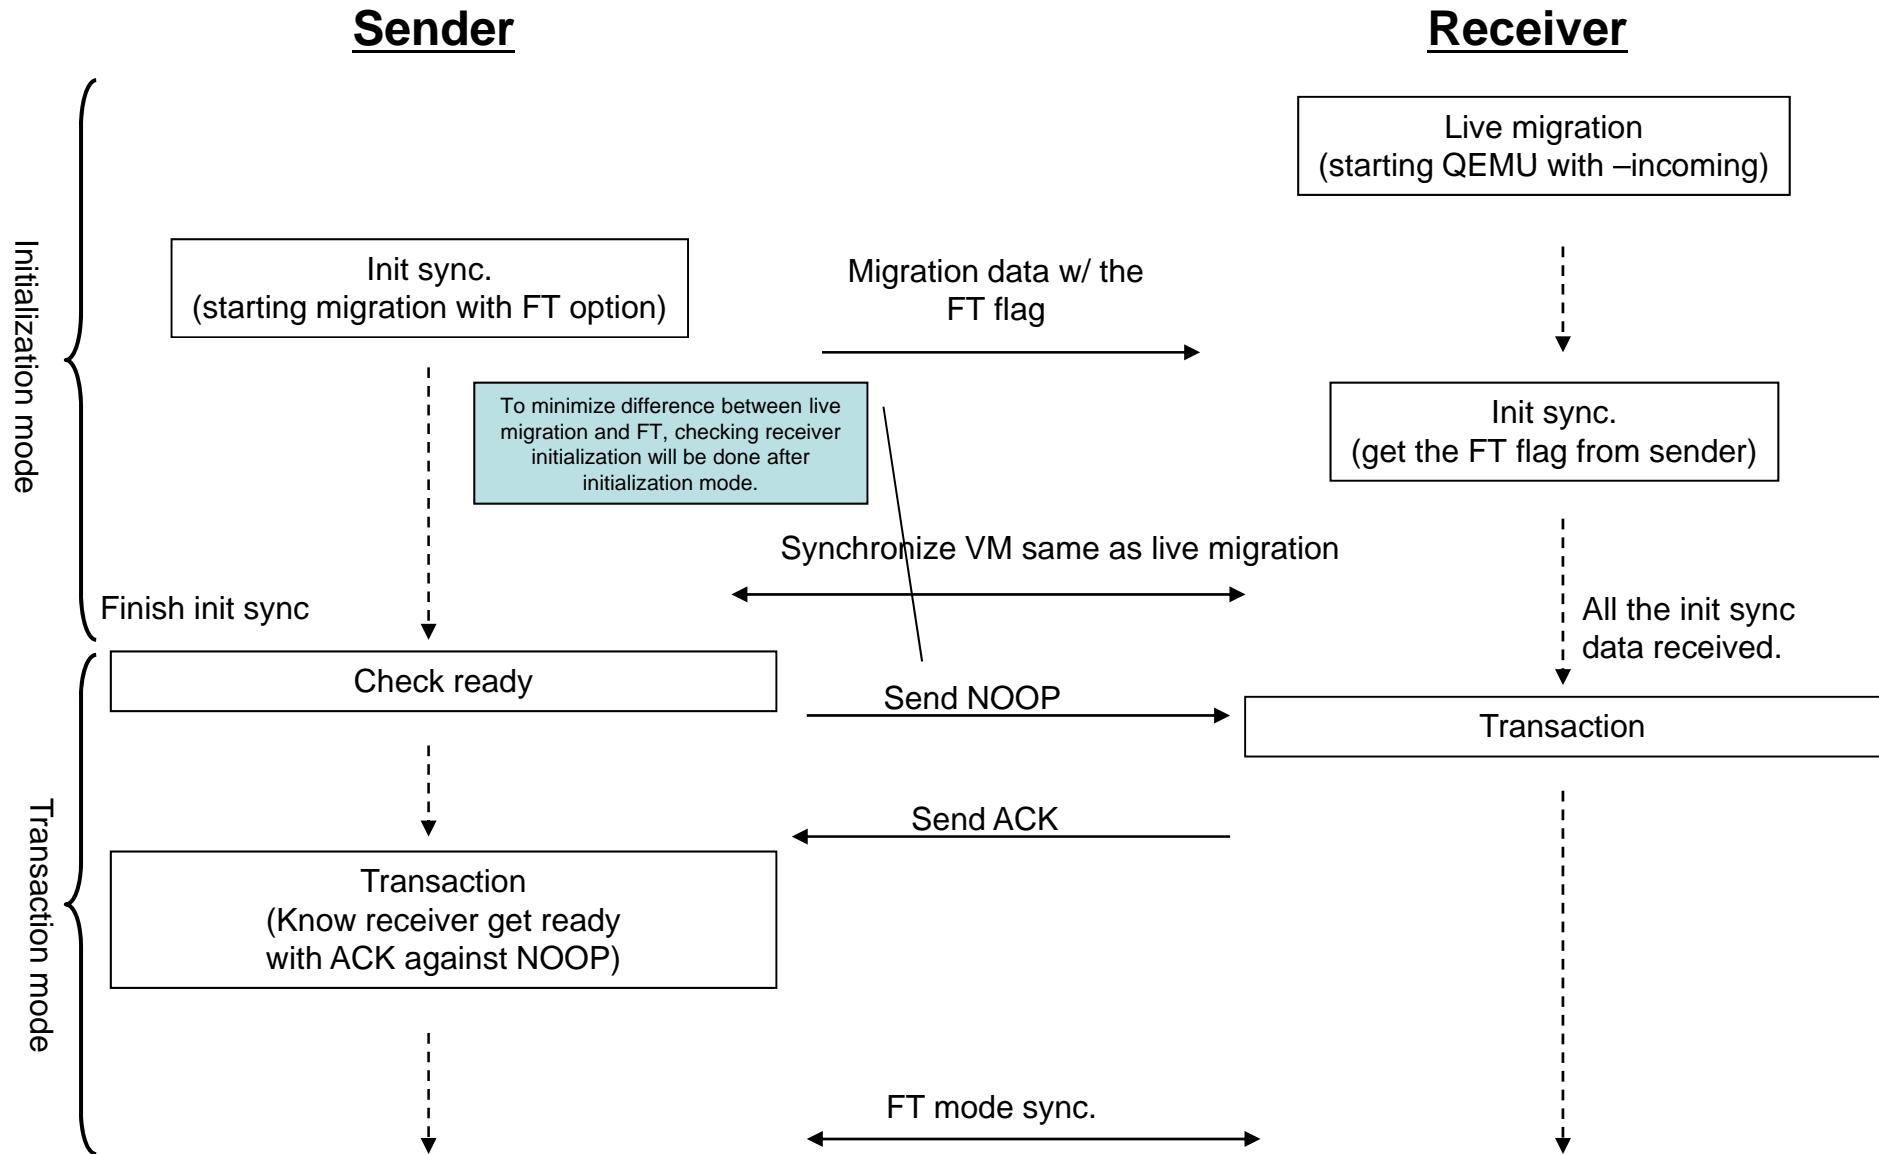 Sender
Receiver
Live migration
(starting QEMU with –incoming)
Initialization mode
Init sync.
(starting migration with FT option)
Migration data w/ the
FT flag
To minimize difference between live
migration and FT, checking receiver
initialization will be done after
initialization mode.
Init sync.
(get the FT flag from sender)
Synchronize VM same as live migration
Finish init sync
All the init sync
data received.
Check ready
Send NOOP
Transaction
Transaction mode
Send ACK
Transaction
(Know receiver get ready
with ACK against NOOP)
FT mode sync.